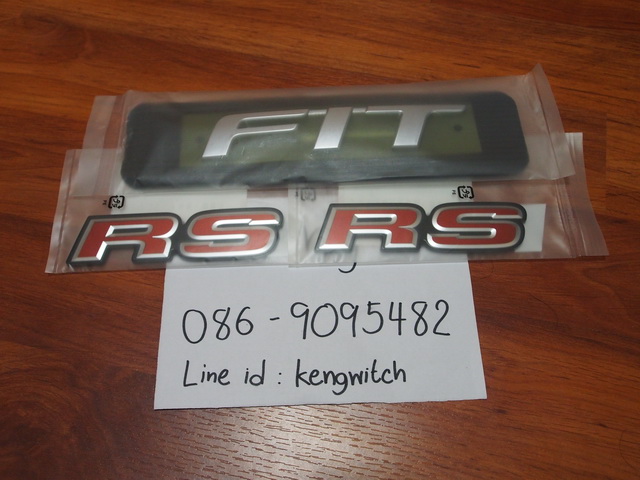 FIT
RS RS
086-9095482
Line id : kengwitch